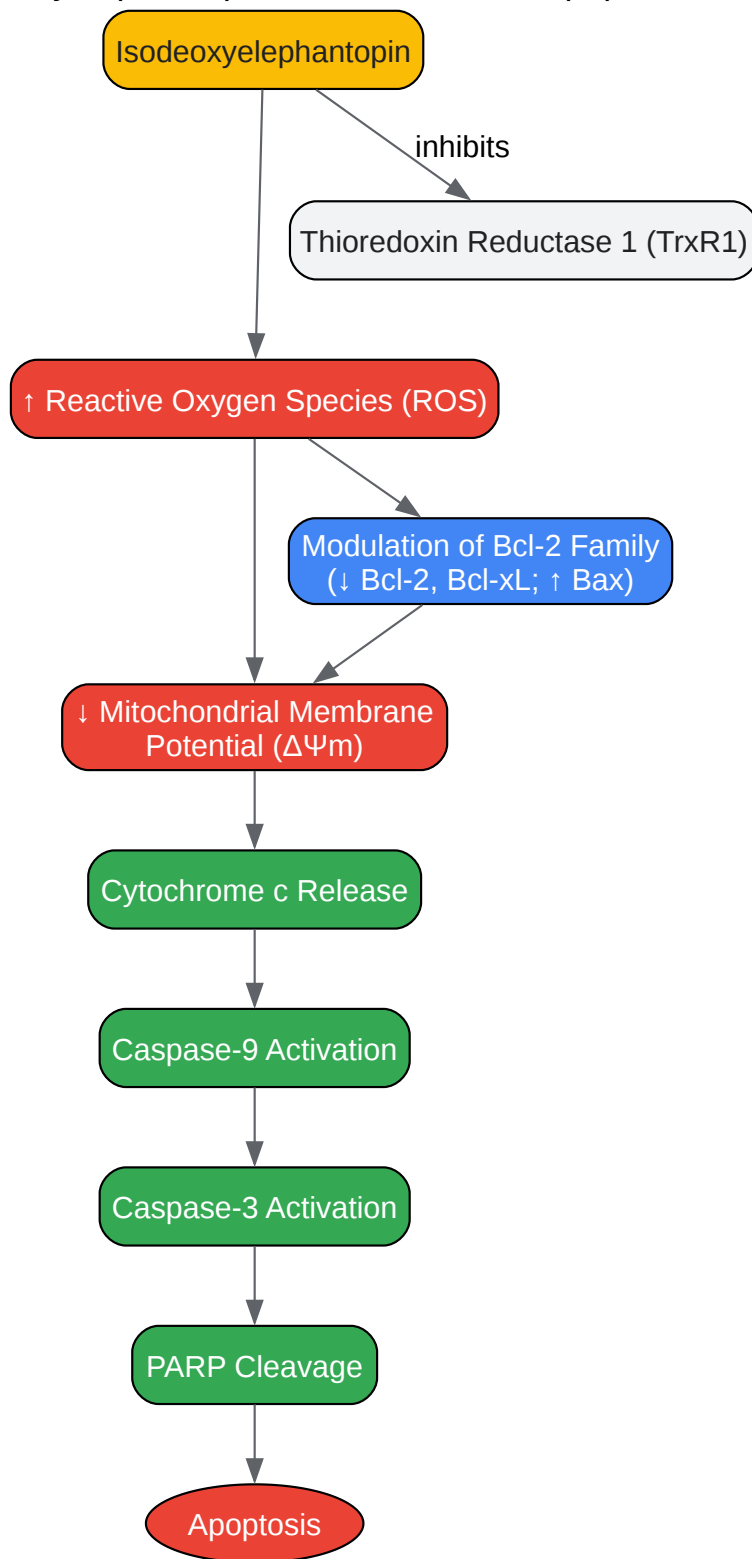 Isodeoxyelephantopin
inhibits
Thioredoxin Reductase 1 (TrxR1)
↑ Reactive Oxygen Species (ROS)
Modulation of Bcl-2 Family
(↓ Bcl-2, Bcl-xL; ↑ Bax)
↓ Mitochondrial Membrane
Potential (ΔΨm)
Cytochrome c Release
Caspase-9 Activation
Caspase-3 Activation
PARP Cleavage
Apoptosis